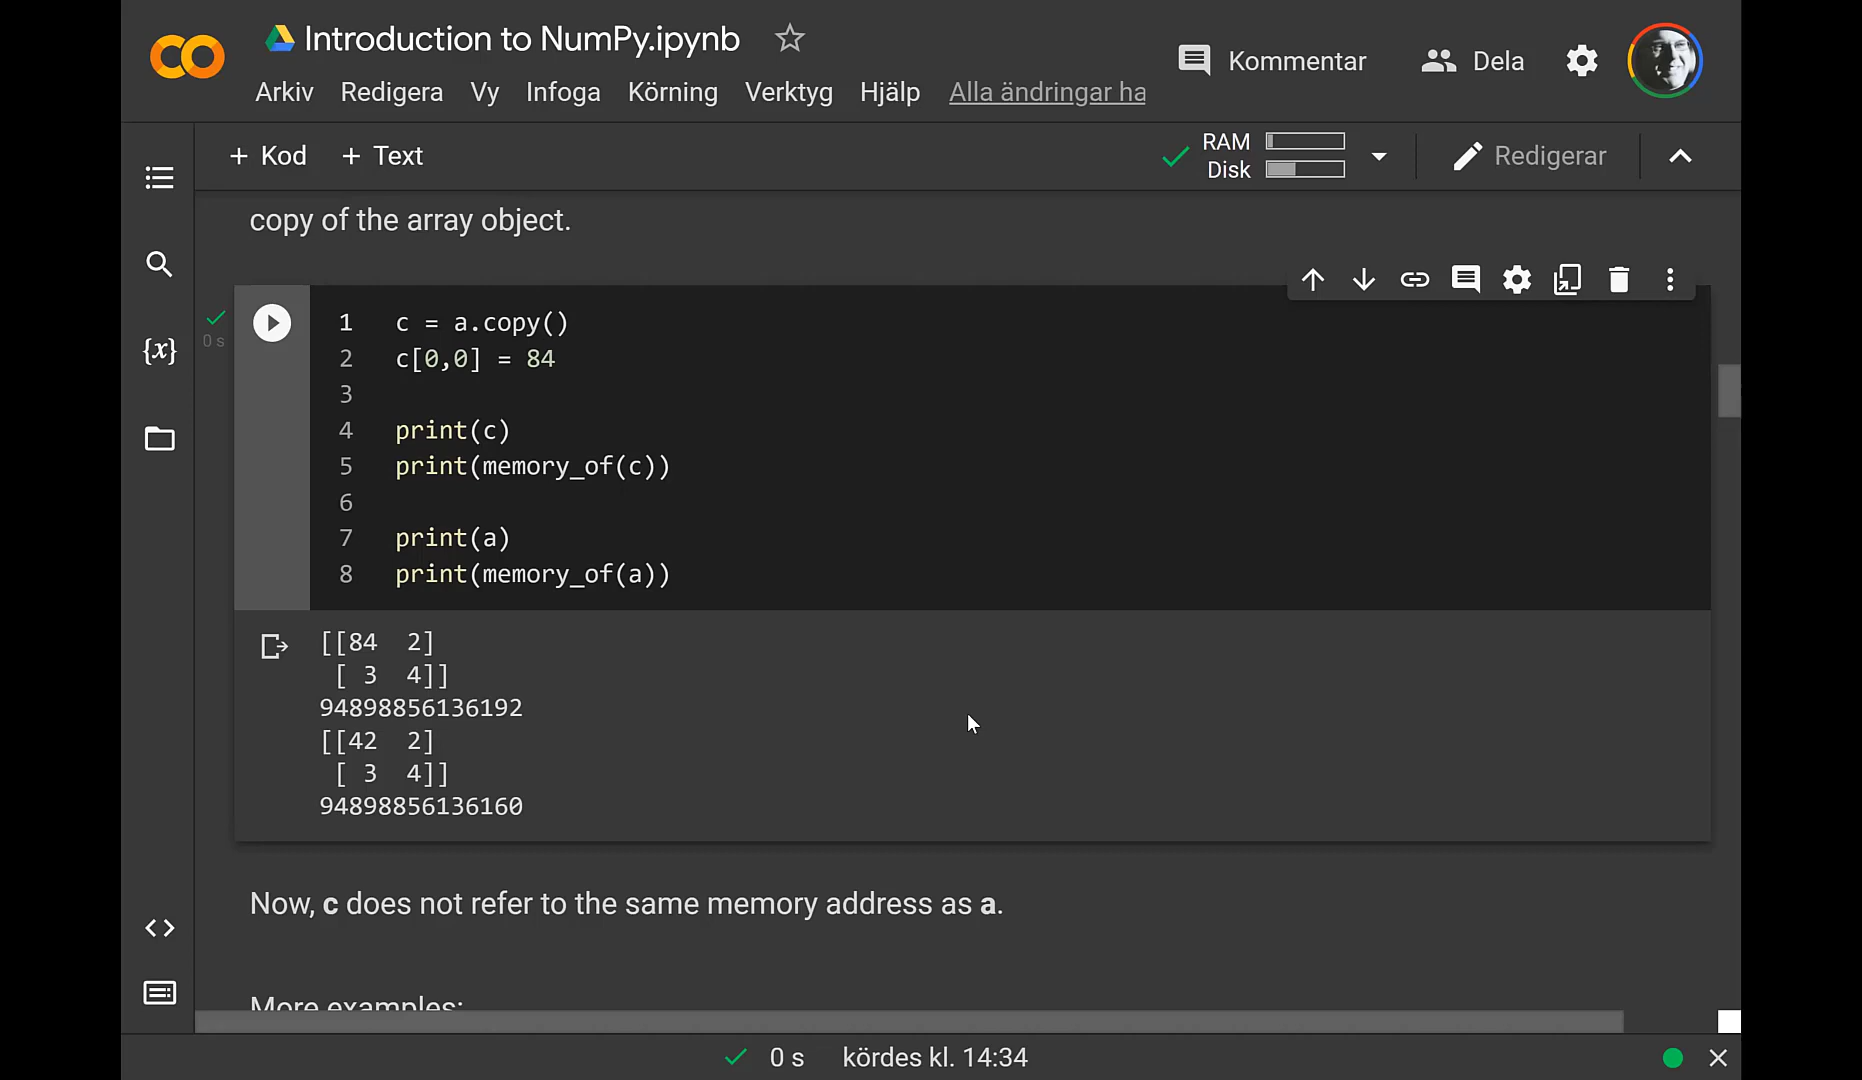 Introduction to NumPy.ipynb
Kommentar
Dela
Arkiv Redigera Vy Infoga Körning Verktyg Hjälp Alla ändringar ha
+ Kod + Text
RAM
Disk
Redigerar
copy of the array object.
{x}
0 s
1 c = a.copy()
2 c[0,0] = 84
3
4 print(c)
5 print(memory_of(c))
6
7 print(a)
8 print(memory_of(a))
[[84  2]
 [ 3  4]]
94898856136192
[[42  2]
 [ 3  4]]
94898856136160
Now, c does not refer to the same memory address as a.
More examples:
0 s kördes kl. 14:34